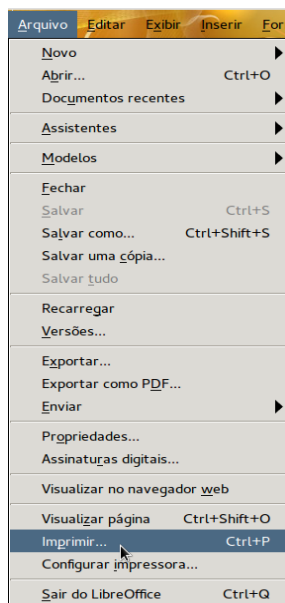 Arquivo Editar Exibir Inserir For
Novo
Abrir... Ctrl+O
Documentos recentes
Assistentes
Modelos
Fechar
Salvar Ctrl+S
Salvar como... Ctrl+Shift+S
Salvar uma cópia...
Salvar tudo
Recarregar
Versões...
Exportar...
Exportar como PDF...
Enviar
Propriedades...
Assinaturas digitais...
Visualizar no navegador web
Visualizar página Ctrl+Shift+O
Imprimir... Ctrl+P
Configurar impressora...
Sair do LibreOffice Ctrl+Q